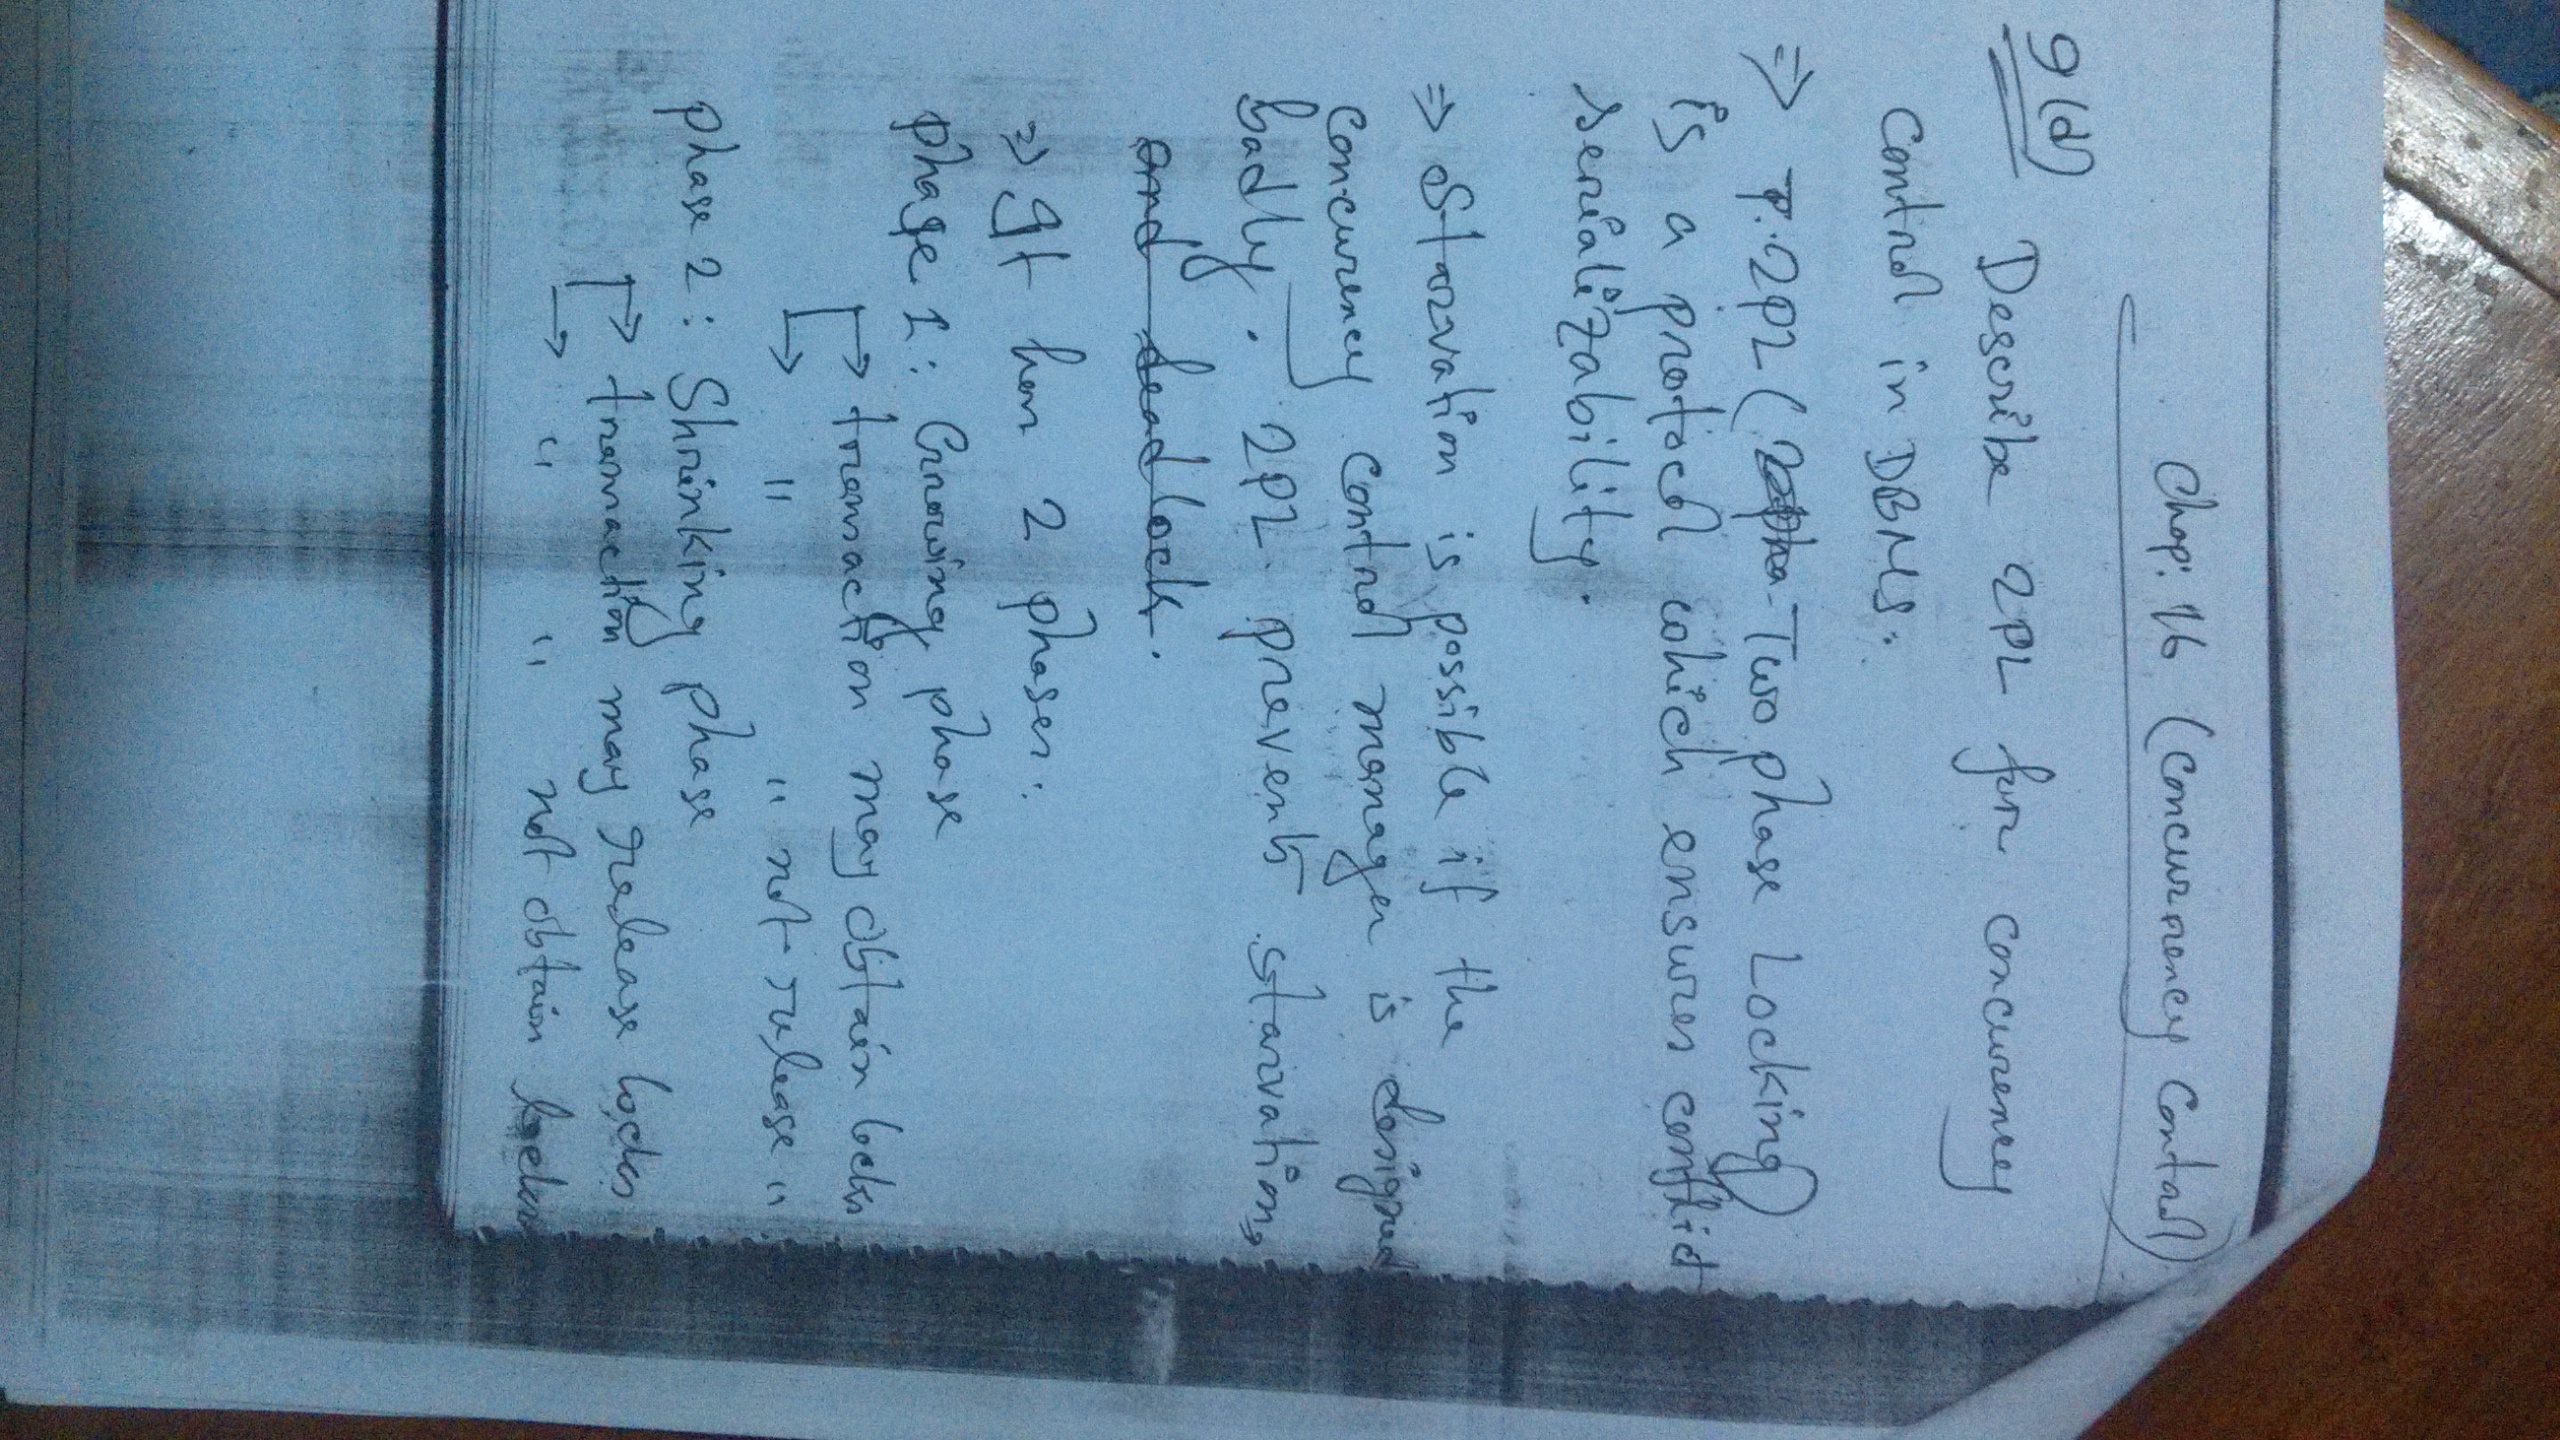 Chap: 16 (Concurrency Control)
9(d) Describe 2PL for concurrency
Control in DBMS.
⇒ 2PL (Two phase Locking)
is a protocol which ensures conflict
serializability.
⇒ Starvation is possible if the
concurrency control manager is designed
badly. 2PL prevents starvation
and deadlock.
⇒ It has 2 phases:
phase 1: Growing phase
↳ transaction may obtain locks
↳ " " not release "
phase 2: Shrinking phase
↳ transaction may release locks
↳ " " not obtain locks